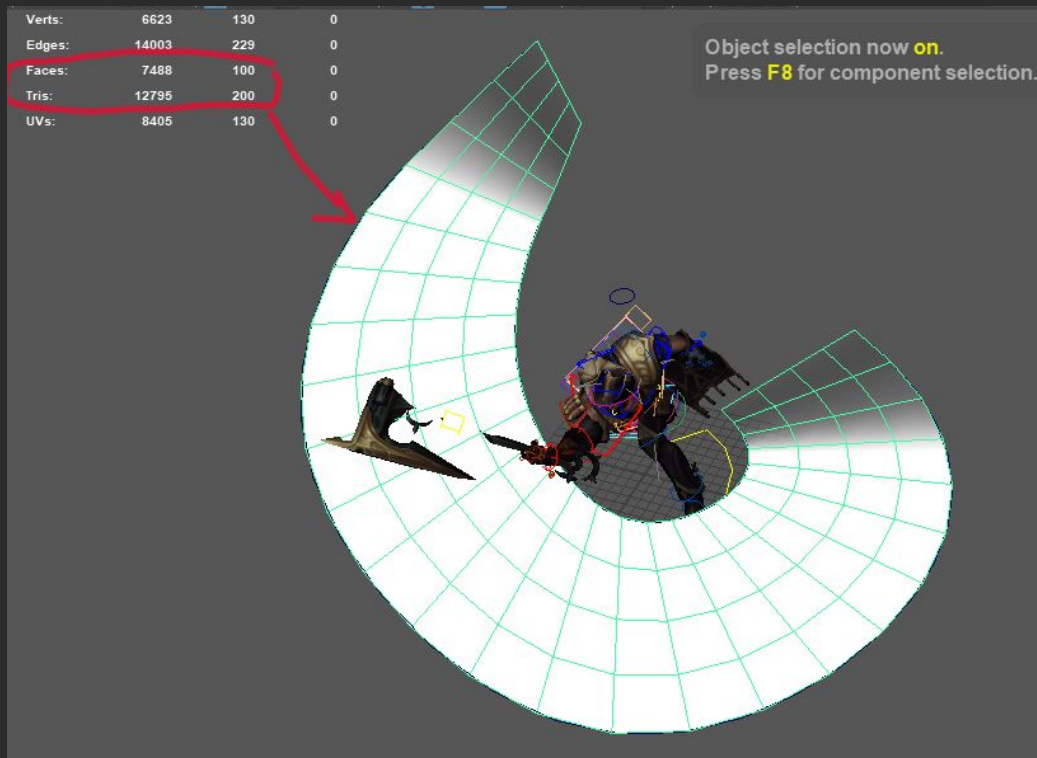 Verts: 6623 130 0
Edges: 14003 229 0
Faces: 7488 100 0
Tris: 12795 200 0
UVs: 8405 130 0
Object selection now on.
Press F8 for component selection.